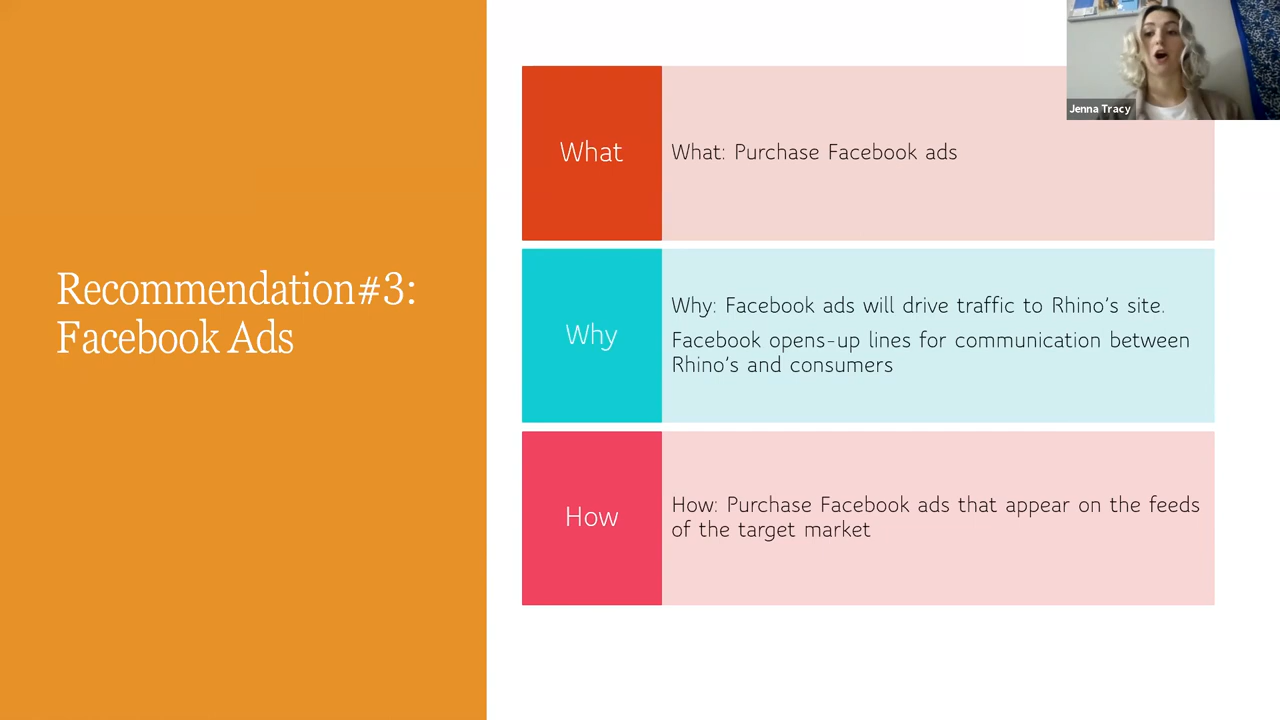 Recommendation#3:
Facebook Ads
What
What: Purchase Facebook ads
Why
Why: Facebook ads will drive traffic to Rhino's site.
Facebook opens-up lines for communication between
Rhino's and consumers
How
How: Purchase Facebook ads that appear on the feeds
of the target market
Jenna Tracy